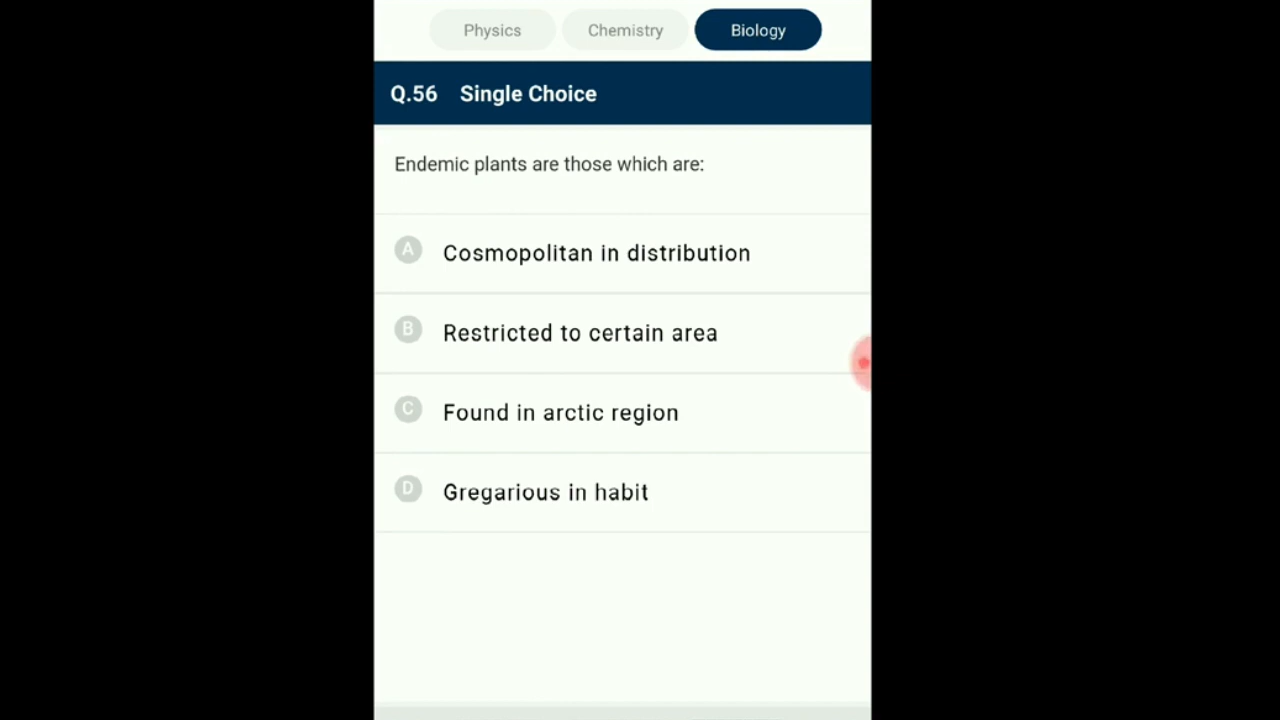 Physics Chemistry Biology
Q.56 Single Choice
Endemic plants are those which are:
A Cosmopolitan in distribution
B Restricted to certain area
C Found in arctic region
D Gregarious in habit